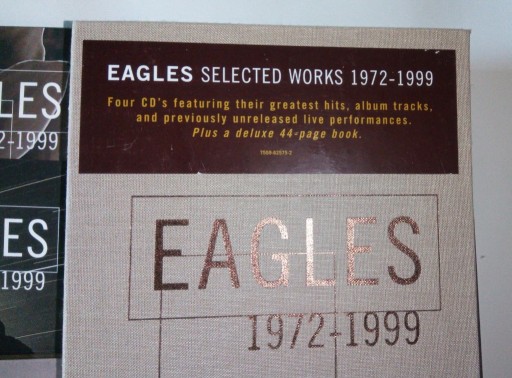 EAGLES SELECTED WORKS 1972-1999
Four CD's featuring their greatest hits, album tracks,
and previously unreleased live performances.
Plus a deluxe 44-page book.
EAGLES
1972-1999
LES
2-1999
ES
1999